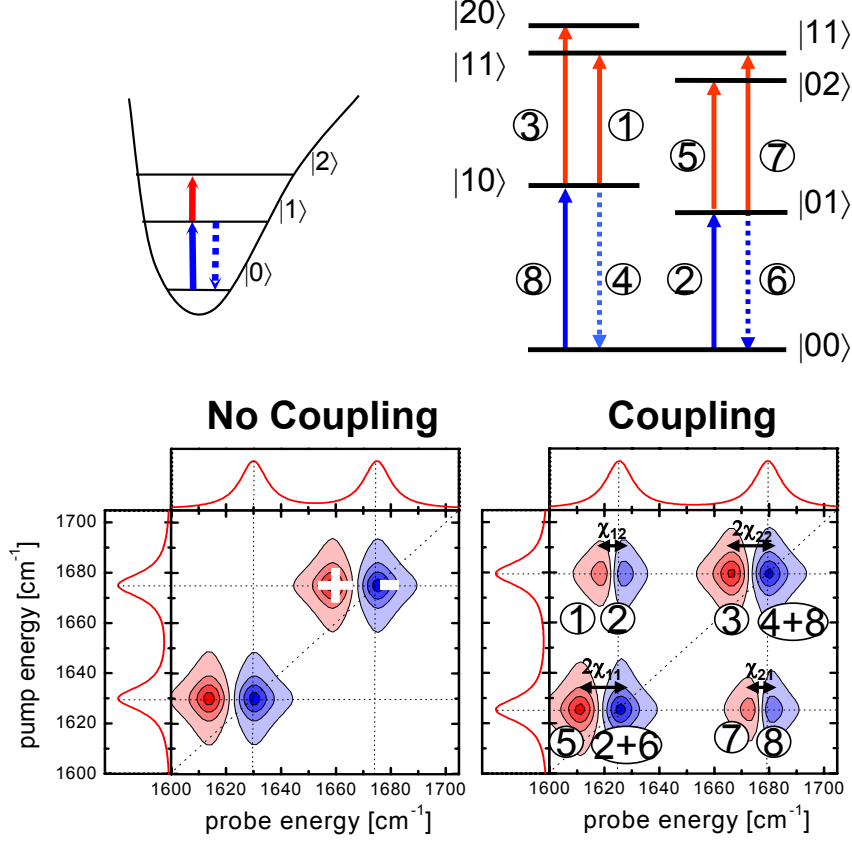 |20⟩
|11⟩
|11⟩
|02⟩
③ ①
⑤ ⑦
|2⟩
|10⟩
|01⟩
|1⟩
|0⟩
⑧ ④ ② ⑥
|00⟩
No Coupling
Coupling
pump energy [cm⁻¹]
1700
1680
1660
1640
1620
1600
1600 1620 1640 1660 1680 1700
probe energy [cm⁻¹]
+ −
χ₁₂
2χ₂₂
① ② ③ 4+8
2χ₁₁
χ₂₁
⑤ 2+6 ⑦ ⑧
1600 1620 1640 1660 1680 1700
probe energy [cm⁻¹]